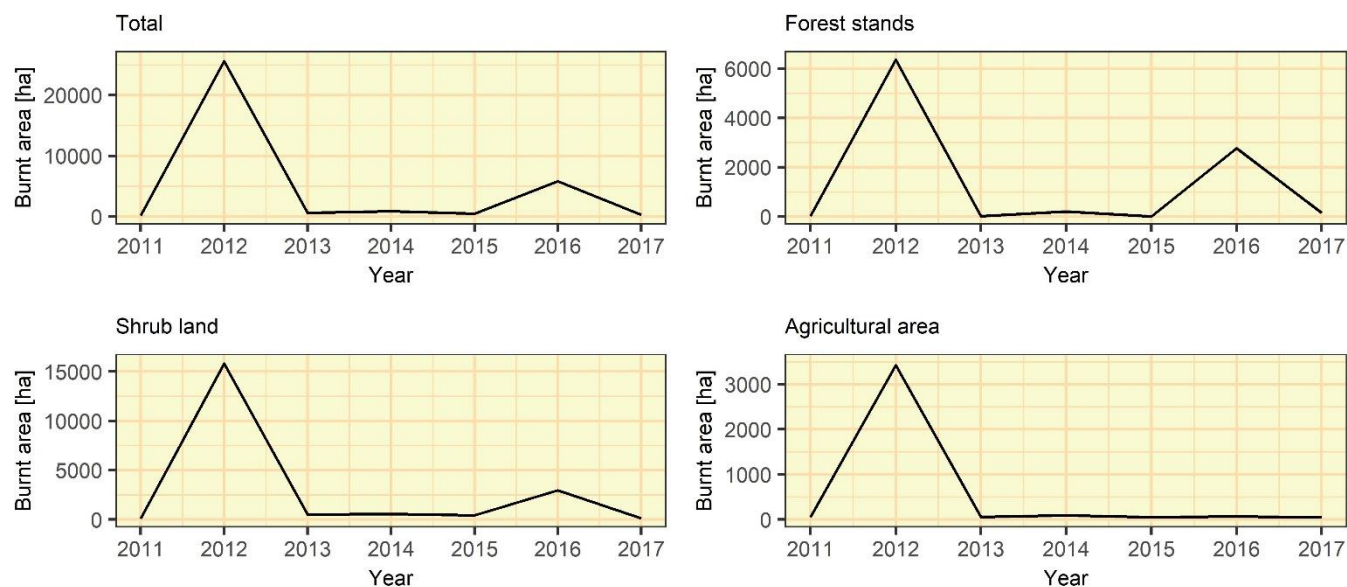 Total
Burnt area [ha]
20000
10000
0
2011 2012 2013 2014 2015 2016 2017
Year
Forest stands
Burnt area [ha]
6000
4000
2000
0
2011 2012 2013 2014 2015 2016 2017
Year
Shrub land
Burnt area [ha]
15000
10000
5000
0
2011 2012 2013 2014 2015 2016 2017
Year
Agricultural area
Burnt area [ha]
3000
2000
1000
0
2011 2012 2013 2014 2015 2016 2017
Year